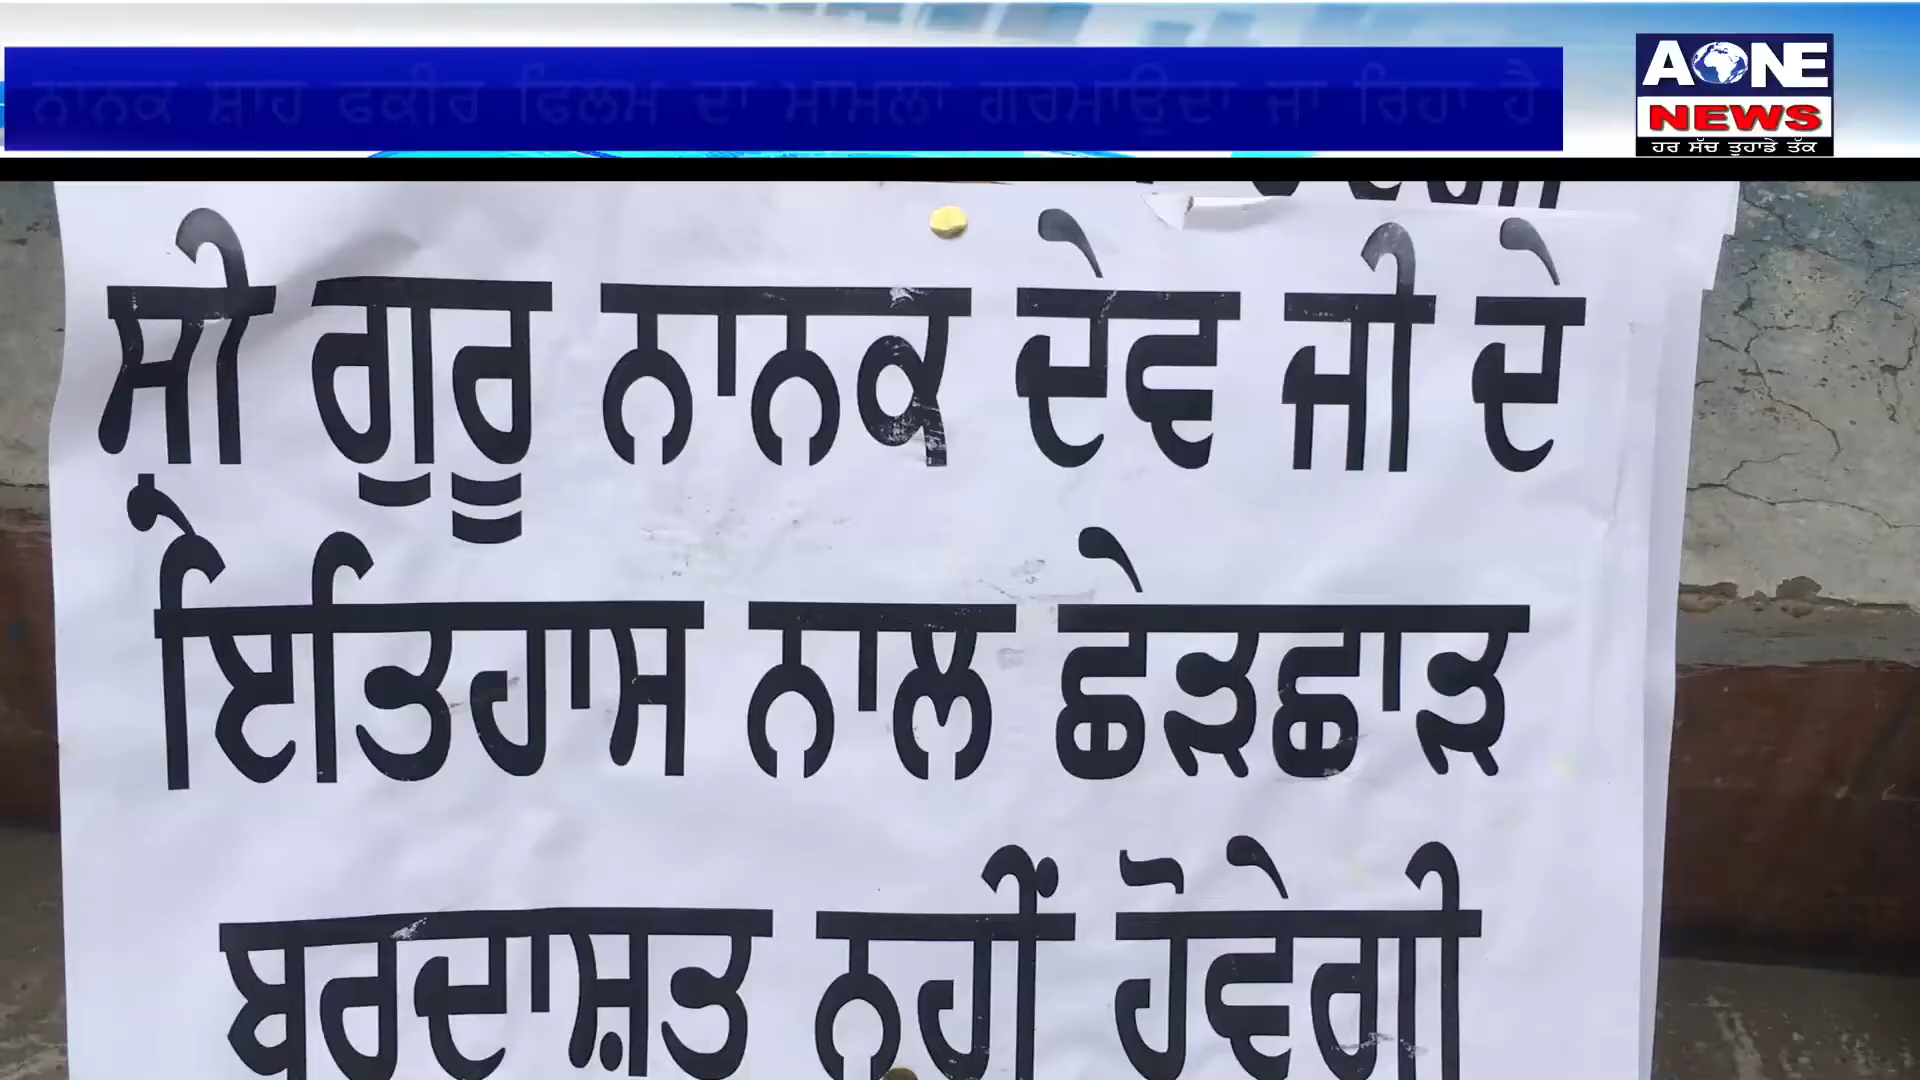 ਨਾਨਕ ਸ਼ਾਹ ਫਕੀਰ ਫਿਲਮ ਦਾ ਮਾਮਲਾ ਗਰਮਾਉਂਦਾ ਜਾ ਰਿਹਾ ਹੈ
AONE
NEWS
ਹਰ ਸੱਚ ਤੁਹਾਡੇ ਤੱਕ
ਸ੍ਰੀ ਗੁਰੂ ਨਾਨਕ ਦੇਵ ਜੀ ਦੇ
ਇਤਿਹਾਸ ਨਾਲ ਛੇੜਛਾੜ
ਬਰਦਾਸ਼ਤ ਨਹੀਂ ਹੋਵੇਗੀ